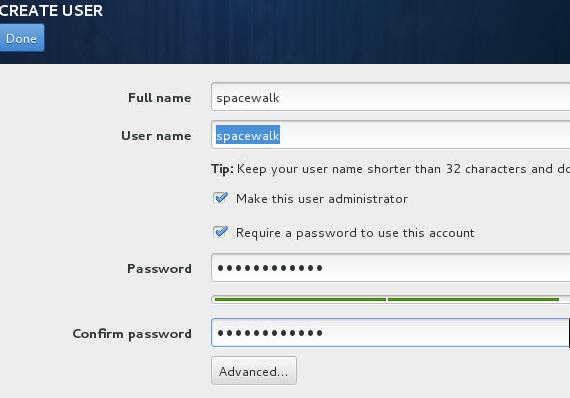 CREATE USER
Done
Full name
spacewalk
User name
spacewalk
Tip: Keep your user name shorter than 32 characters and do
Make this user administrator
Require a password to use this account
Password
●●●●●●●●●●●●
Confirm password
●●●●●●●●●●●●
Advanced...